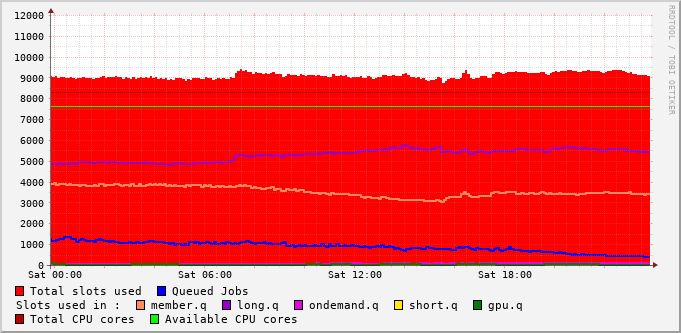 12000
11000
10000
9000
8000
7000
6000
5000
4000
3000
2000
1000
0
Sat 00:00 Sat 06:00 Sat 12:00 Sat 18:00
Total slots used Queued Jobs
Slots used in : member.q long.q ondemand.q short.q gpu.q
Total CPU cores Available CPU cores
RRDTOOL / TOBI OETIKER